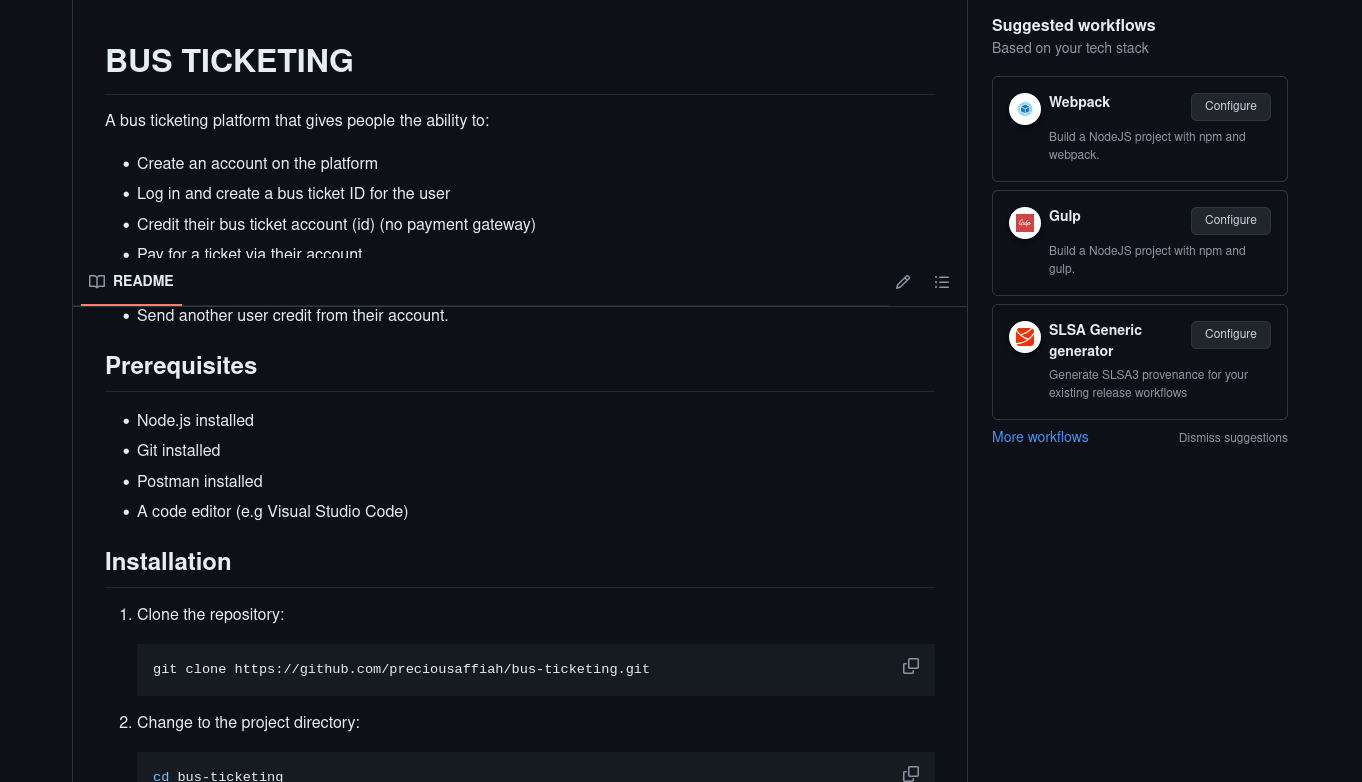 BUS TICKETING
A bus ticketing platform that gives people the ability to:
• Create an account on the platform
• Log in and create a bus ticket ID for the user
• Credit their bus ticket account (id) (no payment gateway)
• Pay for a ticket via their account
README
• Send another user credit from their account.
Prerequisites
• Node.js installed
• Git installed
• Postman installed
• A code editor (e.g Visual Studio Code)
Installation
1. Clone the repository:
git clone https://github.com/preciousaffiah/bus-ticketing.git
2. Change to the project directory:
cd bus-ticketing
Suggested workflows
Based on your tech stack
Webpack
Configure
Build a NodeJS project with npm and
webpack.
Gulp
Configure
Build a NodeJS project with npm and
gulp.
SLSA Generic
generator
Configure
Generate SLSA3 provenance for your
existing release workflows
More workflows
Dismiss suggestions